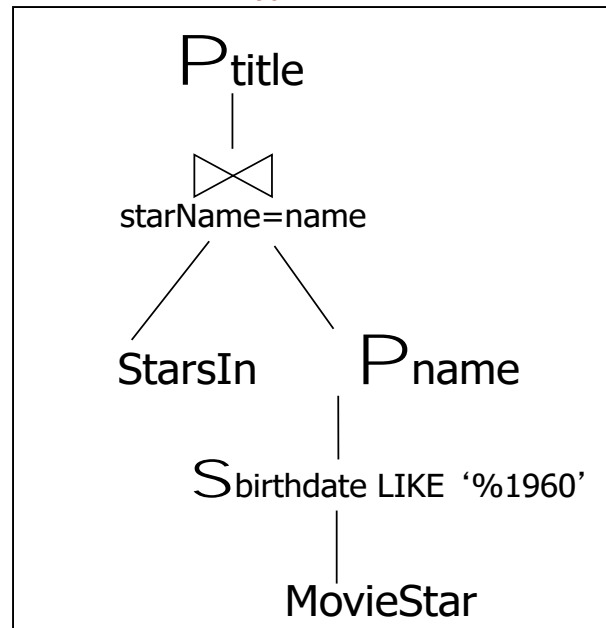 Ptitle
⋈
starName=name
StarsIn Pname
Sbirthdate LIKE ‘%1960’
MovieStar